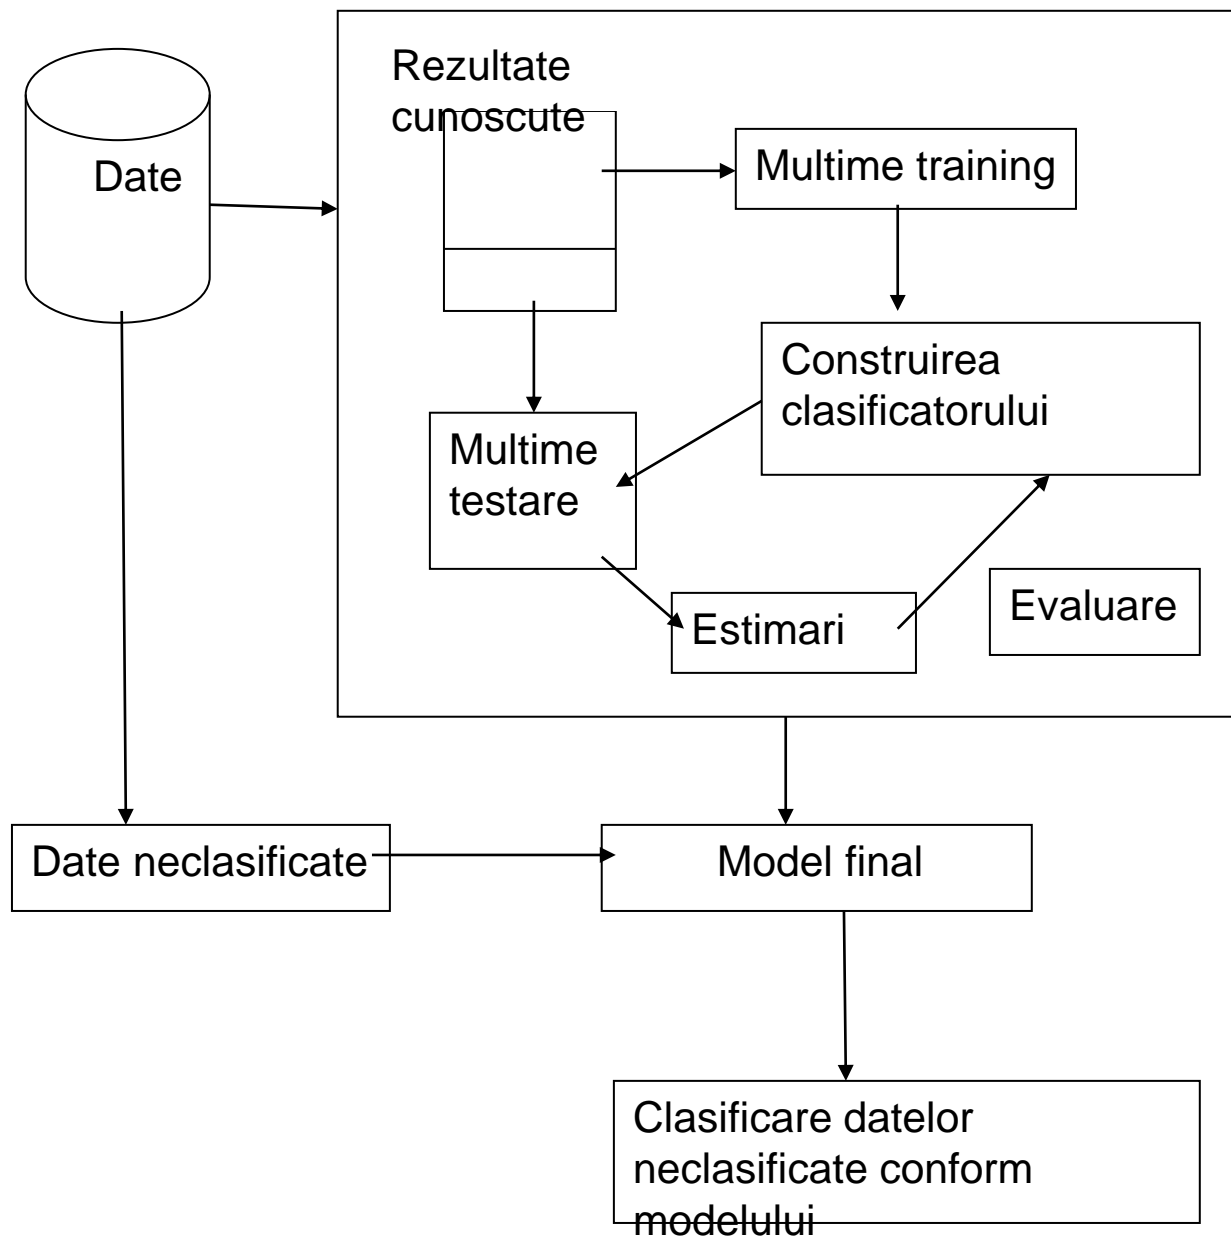 Rezultate
cunoscute
Date
Multime training
Construirea
clasificatorului
Multime
testare
Evaluare
Estimari
Date neclasificate
Model final
Clasificare datelor
neclasificate conform
modelului